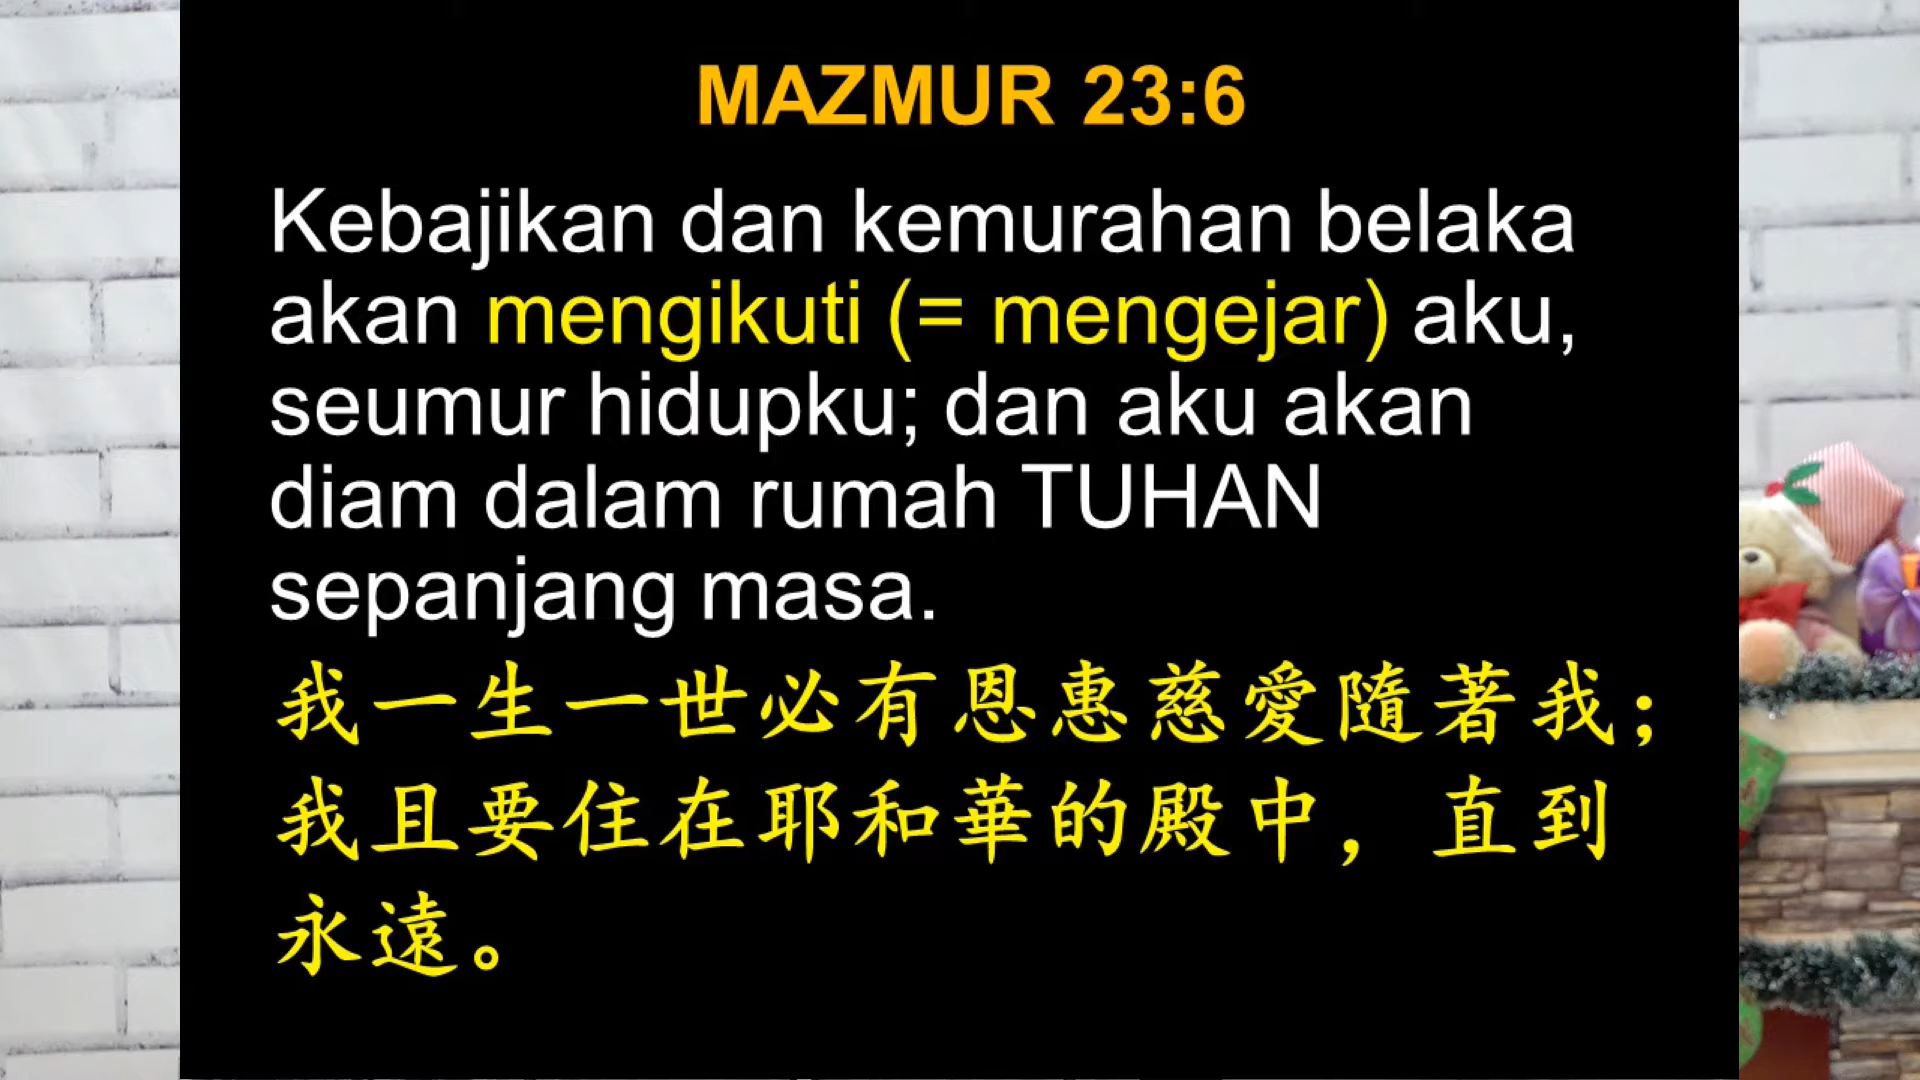 MAZMUR 23:6
Kebajikan dan kemurahan belaka
akan mengikuti (= mengejar) aku,
seumur hidupku; dan aku akan
diam dalam rumah TUHAN
sepanjang masa.
我一生一世必有恩惠慈愛隨著我；
我且要住在耶和華的殿中，直到
永遠。